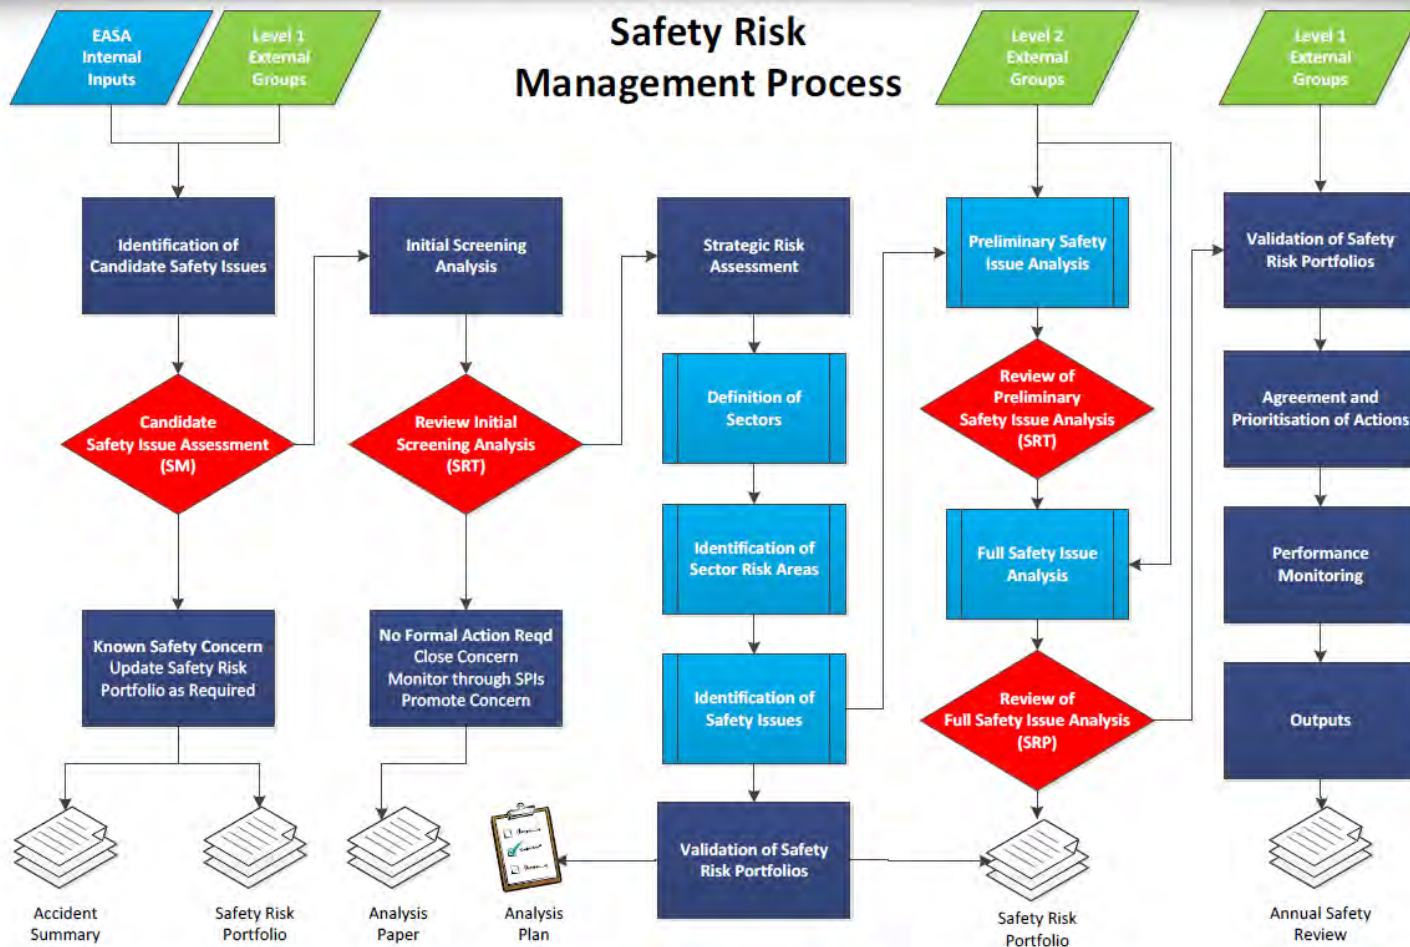 Safety Risk
Management Process
EASA
Internal
Inputs
Level 1
External
Groups
Level 2
External
Groups
Level 1
External
Groups
Identification of
Candidate Safety Issues
Initial Screening
Analysis
Strategic Risk
Assessment
Preliminary Safety
Issue Analysis
Validation of Safety
Risk Portfolios
Candidate
Safety Issue Assessment
(SM)
Review Initial
Screening Analysis
(SRT)
Definition of
Sectors
Review of
Preliminary
Safety Issue Analysis
(SRT)
Agreement and
Prioritisation of Actions
Identification of
Sector Risk Areas
Full Safety Issue
Analysis
Performance
Monitoring
Known Safety Concern
Update Safety Risk
Portfolio as Required
No Formal Action Reqd
Close Concern
Monitor through SPIs
Promote Concern
Identification of
Safety Issues
Review of
Full Safety Issue Analysis
(SRP)
Outputs
Validation of Safety
Risk Portfolios
Accident
Summary
Safety Risk
Portfolio
Analysis
Paper
Analysis
Plan
Safety Risk
Portfolio
Annual Safety
Review